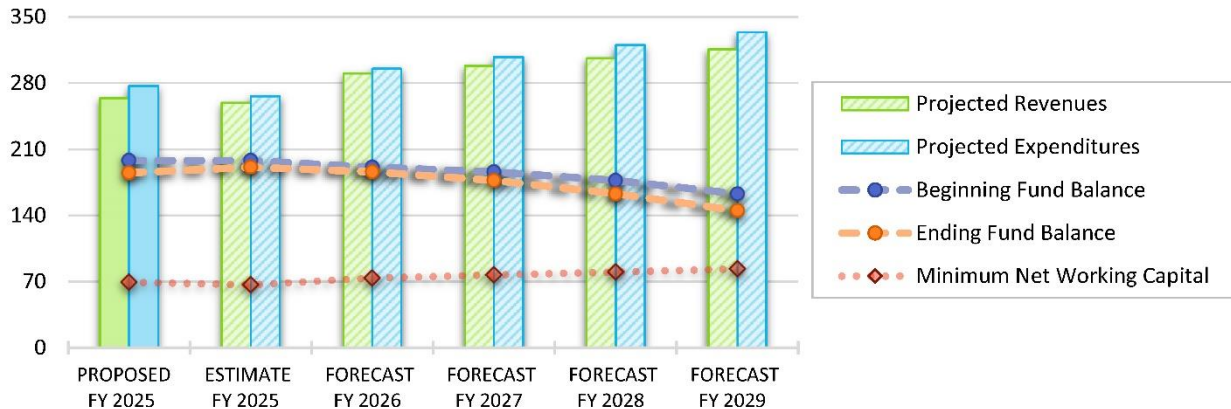 350
280
210
140
70
0
PROPOSED
FY 2025
ESTIMATE
FY 2025
FORECAST
FY 2026
FORECAST
FY 2027
FORECAST
FY 2028
FORECAST
FY 2029
Projected Revenues
Projected Expenditures
Beginning Fund Balance
Ending Fund Balance
Minimum Net Working Capital